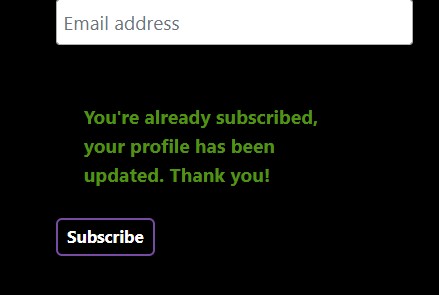 Email address
You're already subscribed,
your profile has been
updated. Thank you!
Subscribe